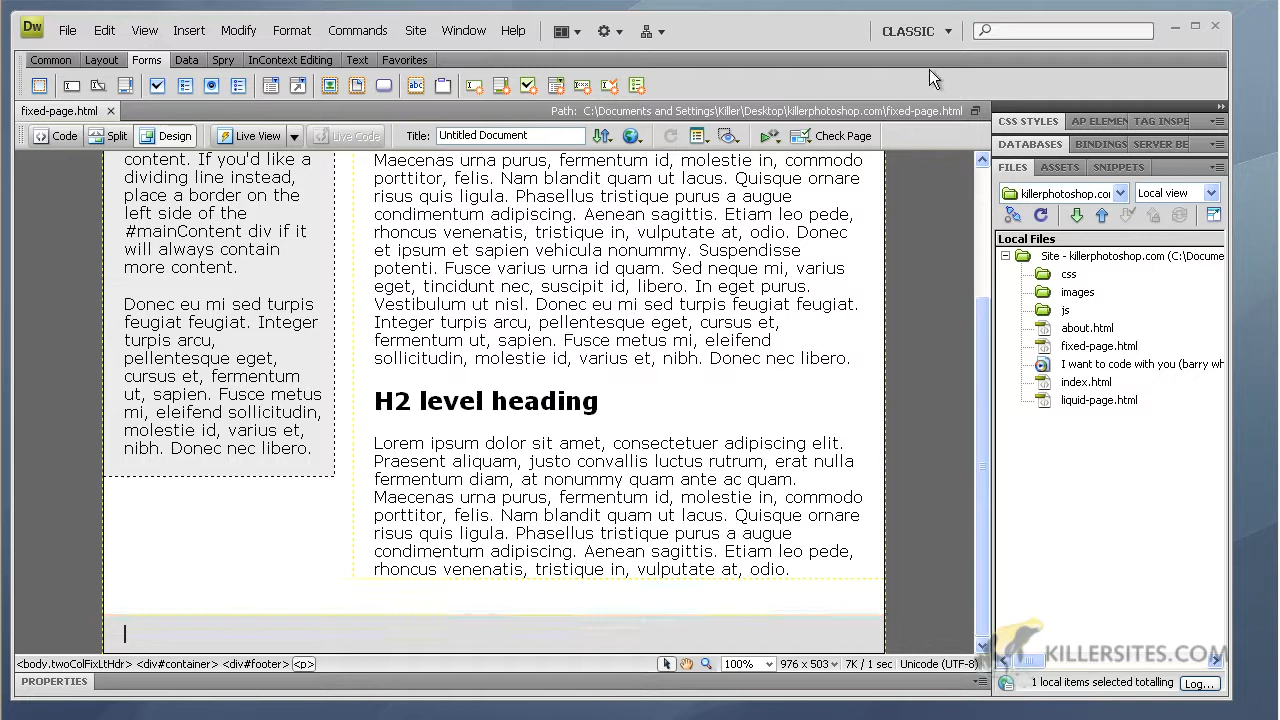 Dw File Edit View Insert Modify Format Commands Site Window Help CLASSIC
Common Layout Forms Data Spry InContext Editing Text Favorites
abc
fixed-page.html Path: C:\Documents and Settings\Killer\Desktop\killerphotoshop.com\fixed-page.html
Code Split Design Live View Live Code Title: Untitled Document Check Page
content. If you'd like a
dividing line instead,
place a border on the
left side of the
#mainContent div if it
will always contain
more content.
Donec eu mi sed turpis
feugiat feugiat. Integer
turpis arcu,
pellentesque eget,
cursus et, fermentum
ut, sapien. Fusce metus
mi, eleifend sollicitudin,
molestie id, varius et,
nibh. Donec nec libero.
Maecenas urna purus, fermentum id, molestie in, commodo
porttitor, felis. Nam blandit quam ut lacus. Quisque ornare
risus quis ligula. Phasellus tristique purus a augue
condimentum adipiscing. Aenean sagittis. Etiam leo pede,
rhoncus venenatis, tristique in, vulputate at, odio. Donec
et ipsum et sapien vehicula nonummy. Suspendisse
potenti. Fusce varius urna id quam. Sed neque mi, varius
eget, tincidunt nec, suscipit id, libero. In eget purus.
Vestibulum ut nisl. Donec eu mi sed turpis feugiat feugiat.
Integer turpis arcu, pellentesque eget, cursus et,
fermentum ut, sapien. Fusce metus mi, eleifend
sollicitudin, molestie id, varius et, nibh. Donec nec libero.
H2 level heading
Lorem ipsum dolor sit amet, consectetuer adipiscing elit.
Praesent aliquam, justo convallis luctus rutrum, erat nulla
fermentum diam, at nonummy quam ante ac quam.
Maecenas urna purus, fermentum id, molestie in, commodo
porttitor, felis. Nam blandit quam ut lacus. Quisque ornare
risus quis ligula. Phasellus tristique purus a augue
condimentum adipiscing. Aenean sagittis. Etiam leo pede,
rhoncus venenatis, tristique in, vulputate at, odio.
<body.twoColFixLtHdr> <div#container> <div#footer> <p> 100% 976 x 503 7K / 1 sec Unicode (UTF-8)
PROPERTIES
CSS STYLES AP ELEMEN TAG INSPE
DATABASES BINDINGS SERVER BE
FILES ASSETS SNIPPETS
killerphotoshop.co Local view
Local Files
Site - killerphotoshop.com (C:\Docume
css
images
js
about.html
fixed-page.html
I want to code with you (barry wh
index.html
liquid-page.html
KILLERSITES.COM
1 local items selected totalling Log...